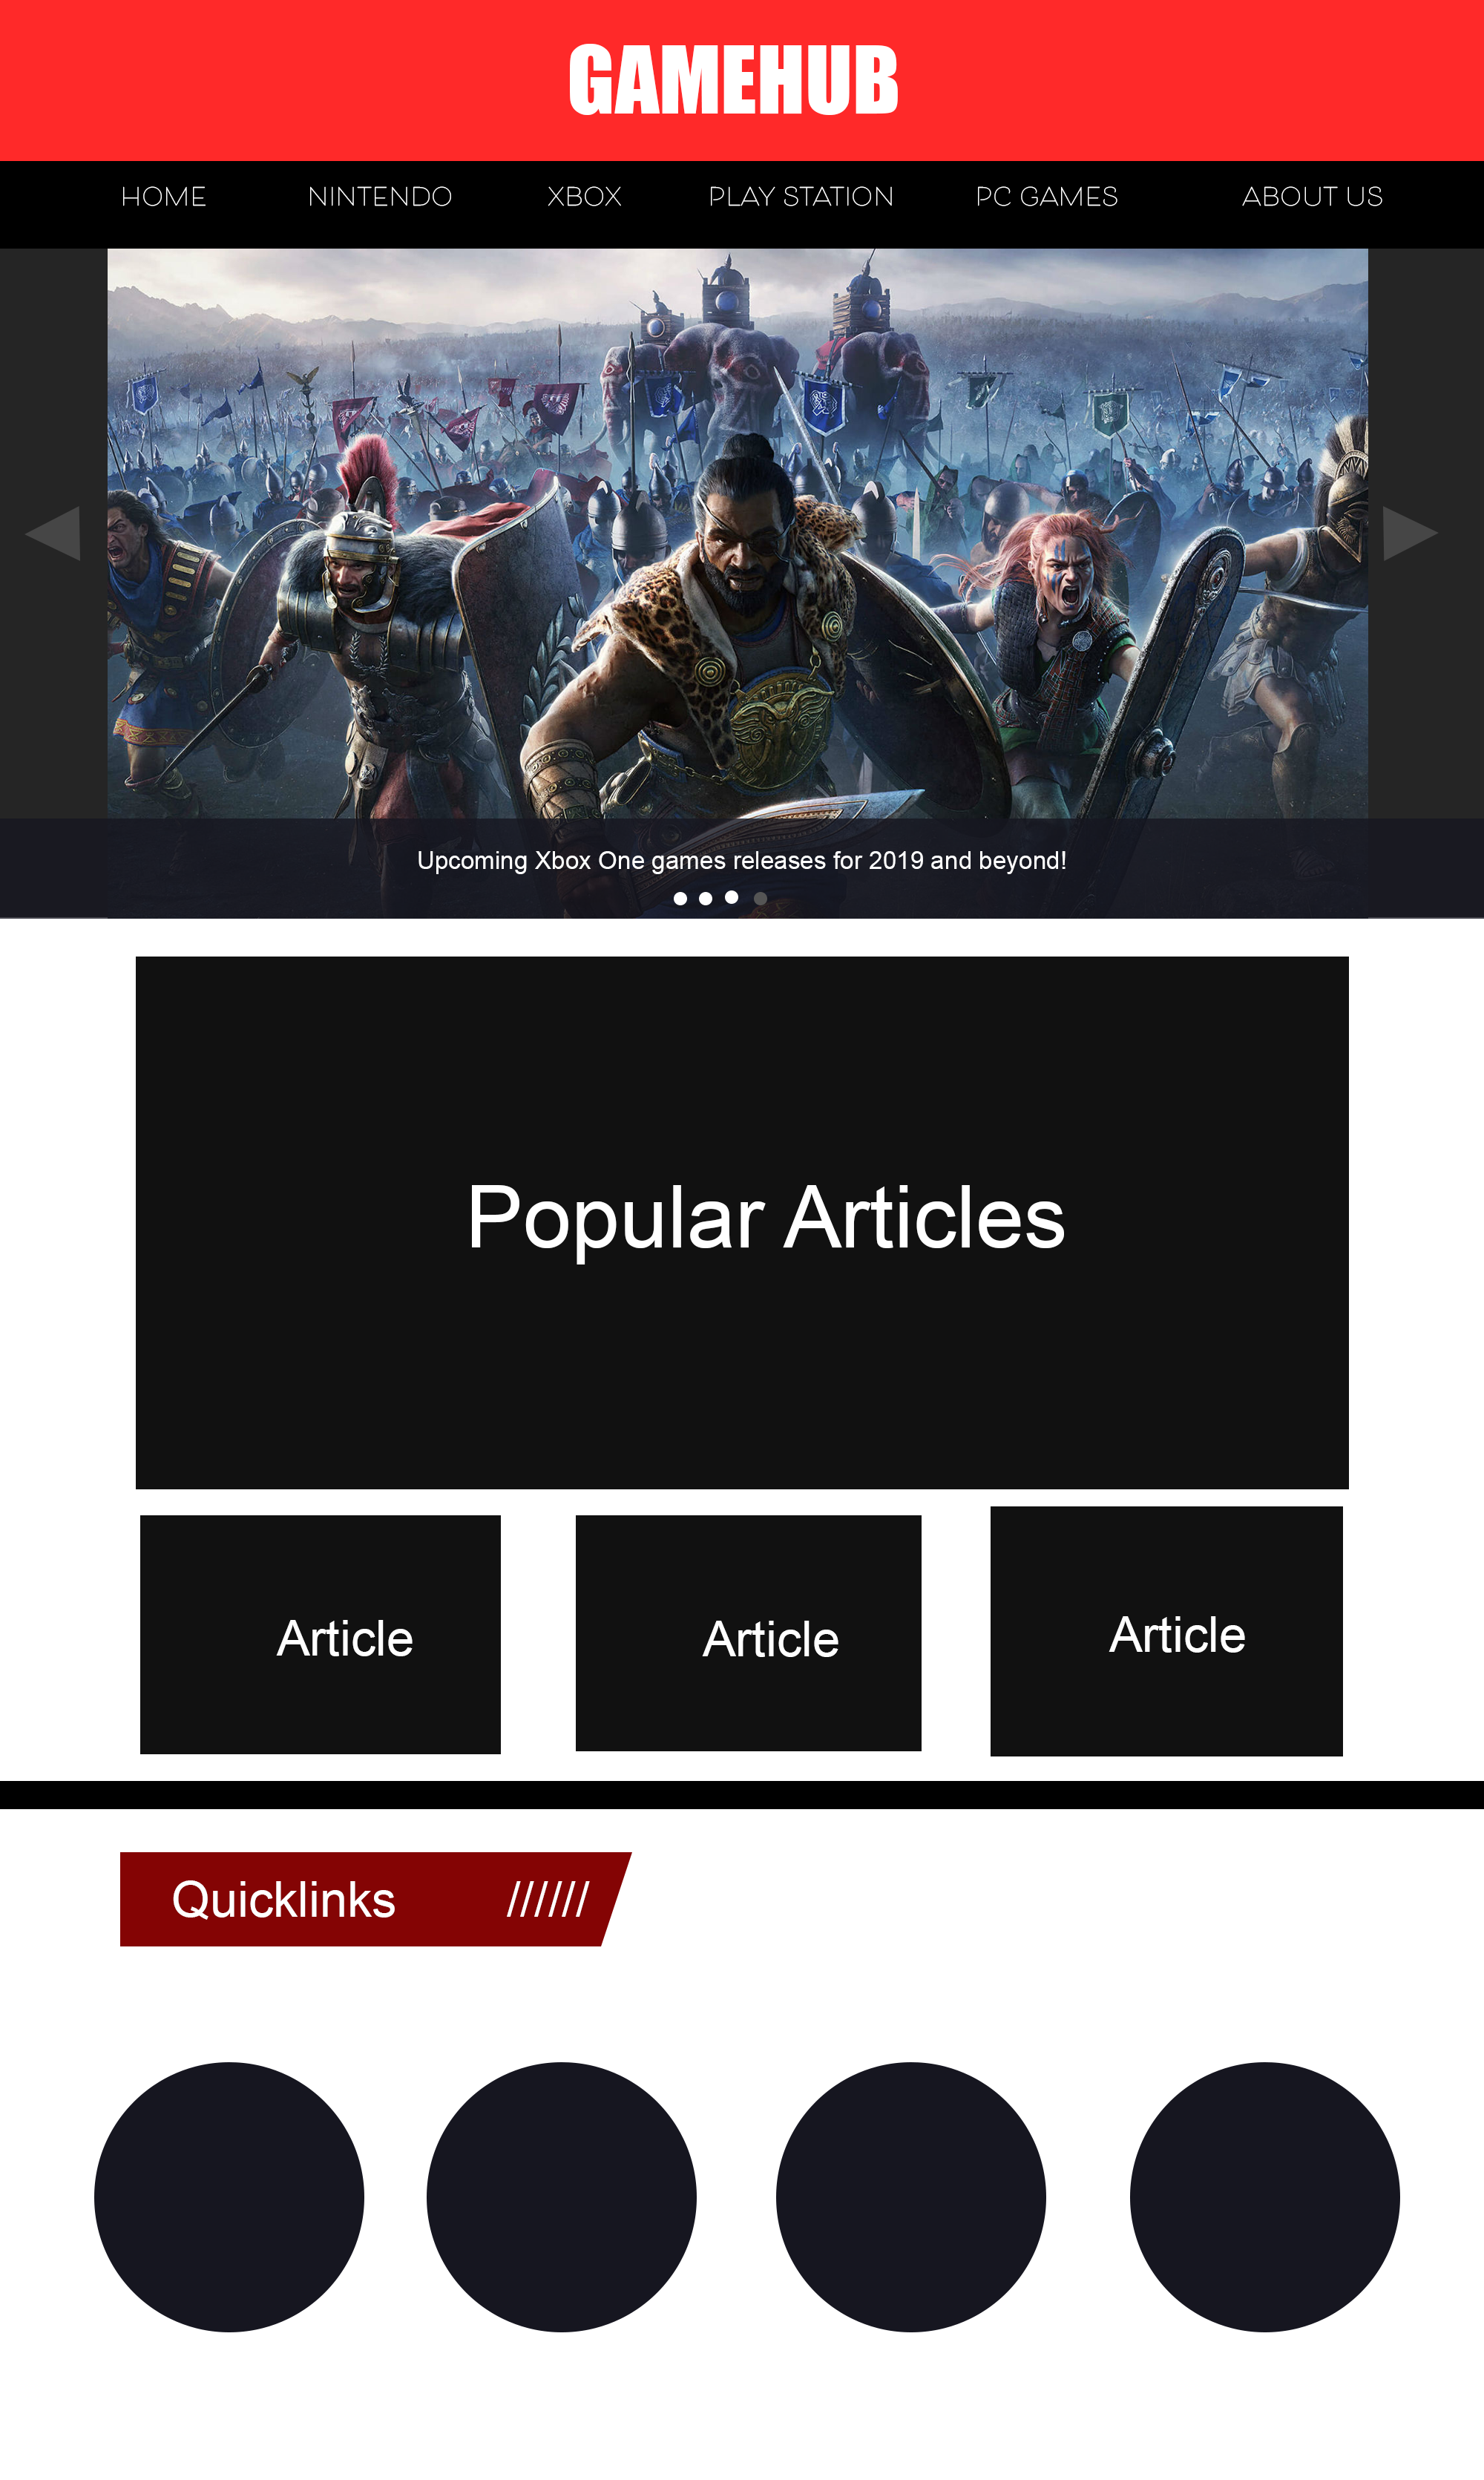 GAMEHUB
HOME NINTENDO XBOX PLAY STATION PC GAMES ABOUT US
Upcoming Xbox One games releases for 2019 and beyond!
Popular Articles
Article Article Article
Quicklinks //////